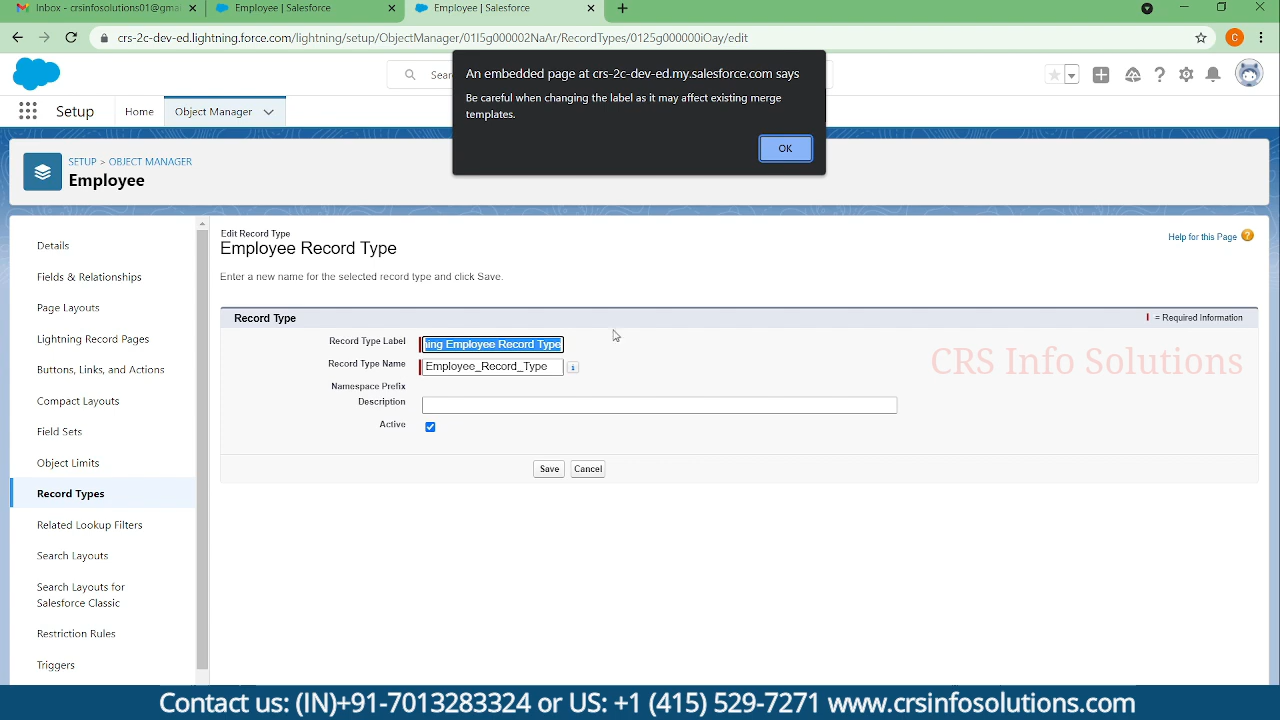 Inbox - crsinfosolutions01@gma
Employee | Salesforce
Employee | Salesforce
crs-2c-dev-ed.lightning.force.com/lightning/setup/ObjectManager/01I5g000002NaAr/RecordTypes/0125g000000iOay/edit
C
An embedded page at crs-2c-dev-ed.my.salesforce.com says
Be careful when changing the label as it may affect existing merge
templates.
OK
Sear
Setup
Home
Object Manager
SETUP > OBJECT MANAGER
Employee
Details
Fields & Relationships
Page Layouts
Lightning Record Pages
Buttons, Links, and Actions
Compact Layouts
Field Sets
Object Limits
Record Types
Related Lookup Filters
Search Layouts
Search Layouts for
Salesforce Classic
Restriction Rules
Triggers
Edit Record Type
Employee Record Type
Help for this Page
Enter a new name for the selected record type and click Save.
Record Type
= Required Information
Record Type Label
ning Employee Record Type
Record Type Name
Employee_Record_Type
i
Namespace Prefix
Description
Active
Save
Cancel
CRS Info Solutions
Contact us: (IN)+91-7013283324 or US: +1 (415) 529-7271 www.crsinfosolutions.com